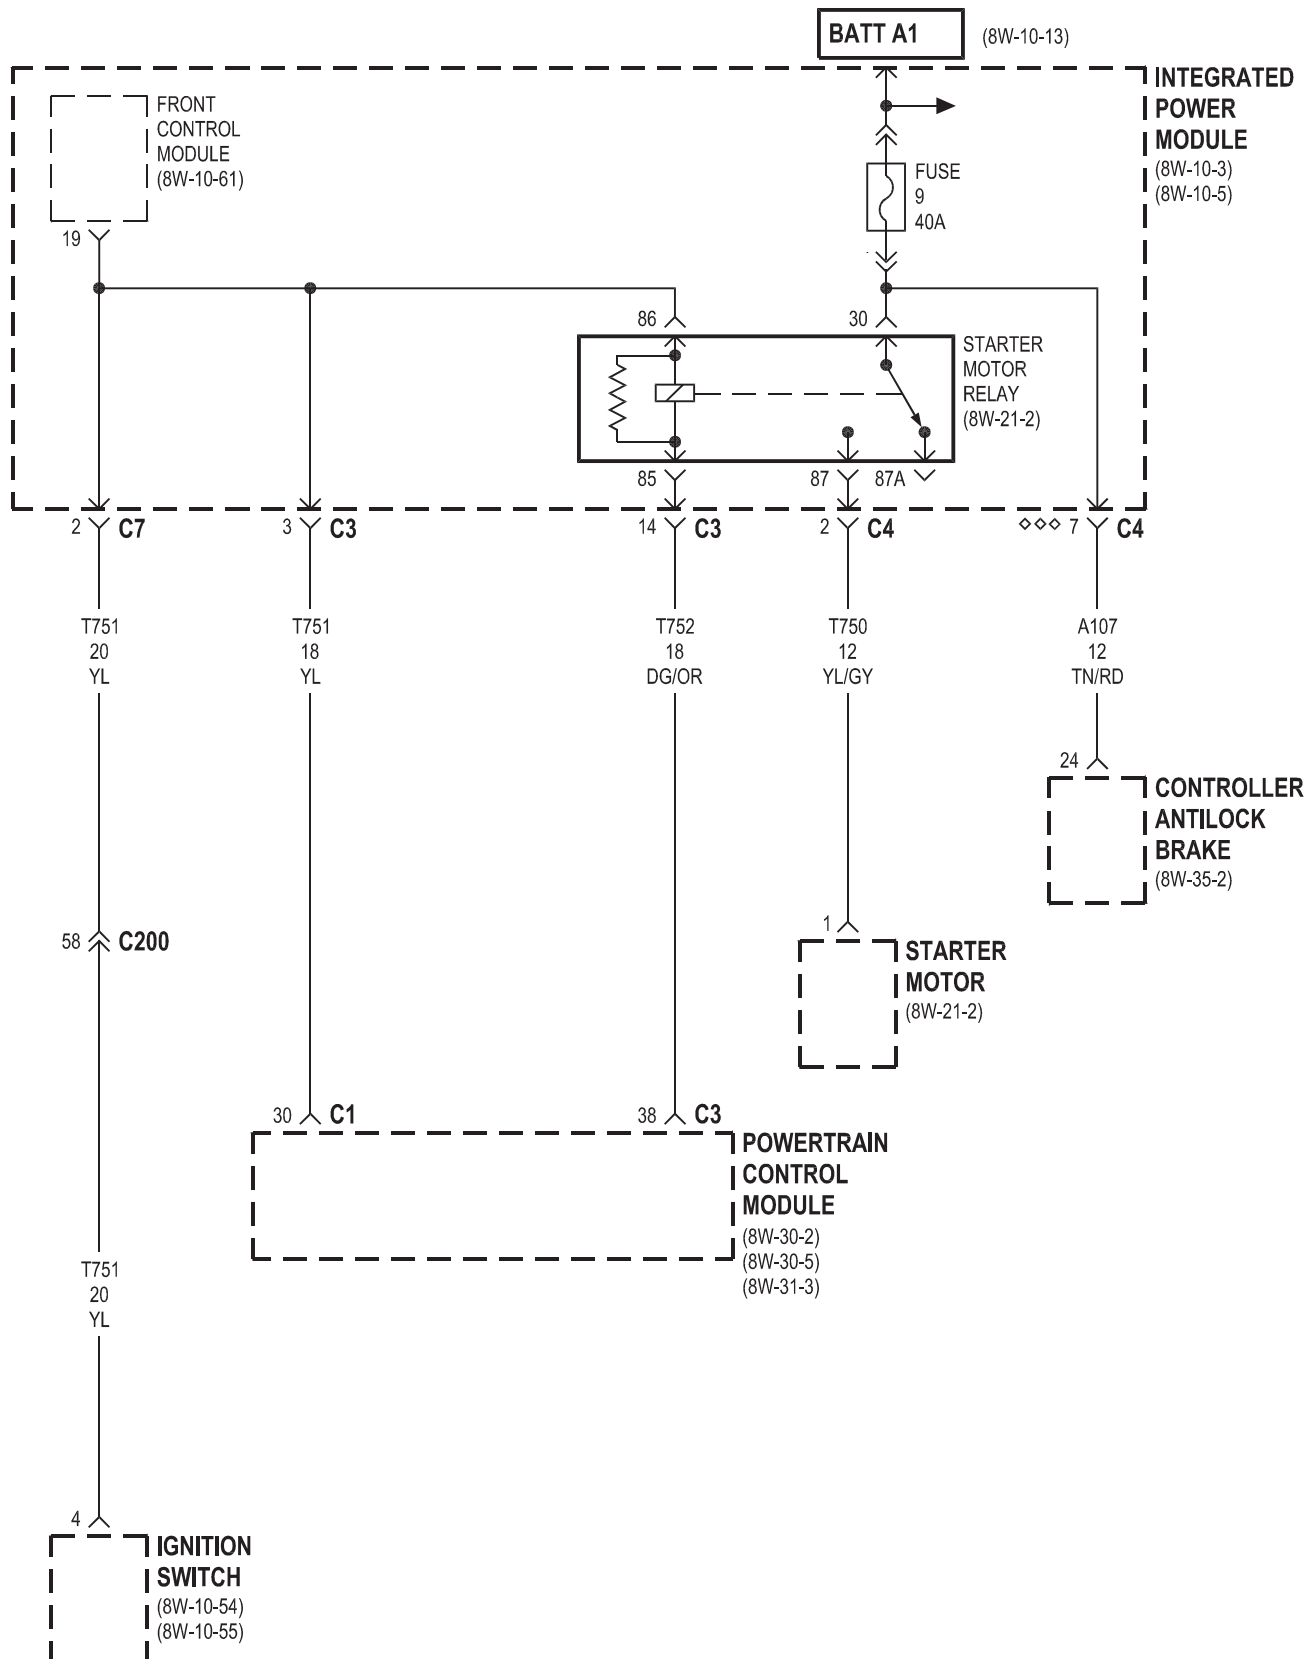 BATT A1
(8W-10-13)
INTEGRATED
POWER
MODULE
(8W-10-3)
(8W-10-5)
FRONT
CONTROL
MODULE
(8W-10-61)
FUSE
9
40A
19
86
30
STARTER
MOTOR
RELAY
(8W-21-2)
85
87
87A
2 C7
3 C3
14 C3
2 C4
◇◇◇ 7 C4
T751
20
YL
T751
18
YL
T752
18
DG/OR
T750
12
YL/GY
A107
12
TN/RD
24
CONTROLLER
ANTILOCK
BRAKE
(8W-35-2)
58 C200
1
STARTER
MOTOR
(8W-21-2)
30 C1
38 C3
POWERTRAIN
CONTROL
MODULE
(8W-30-2)
(8W-30-5)
(8W-31-3)
T751
20
YL
4
IGNITION
SWITCH
(8W-10-54)
(8W-10-55)